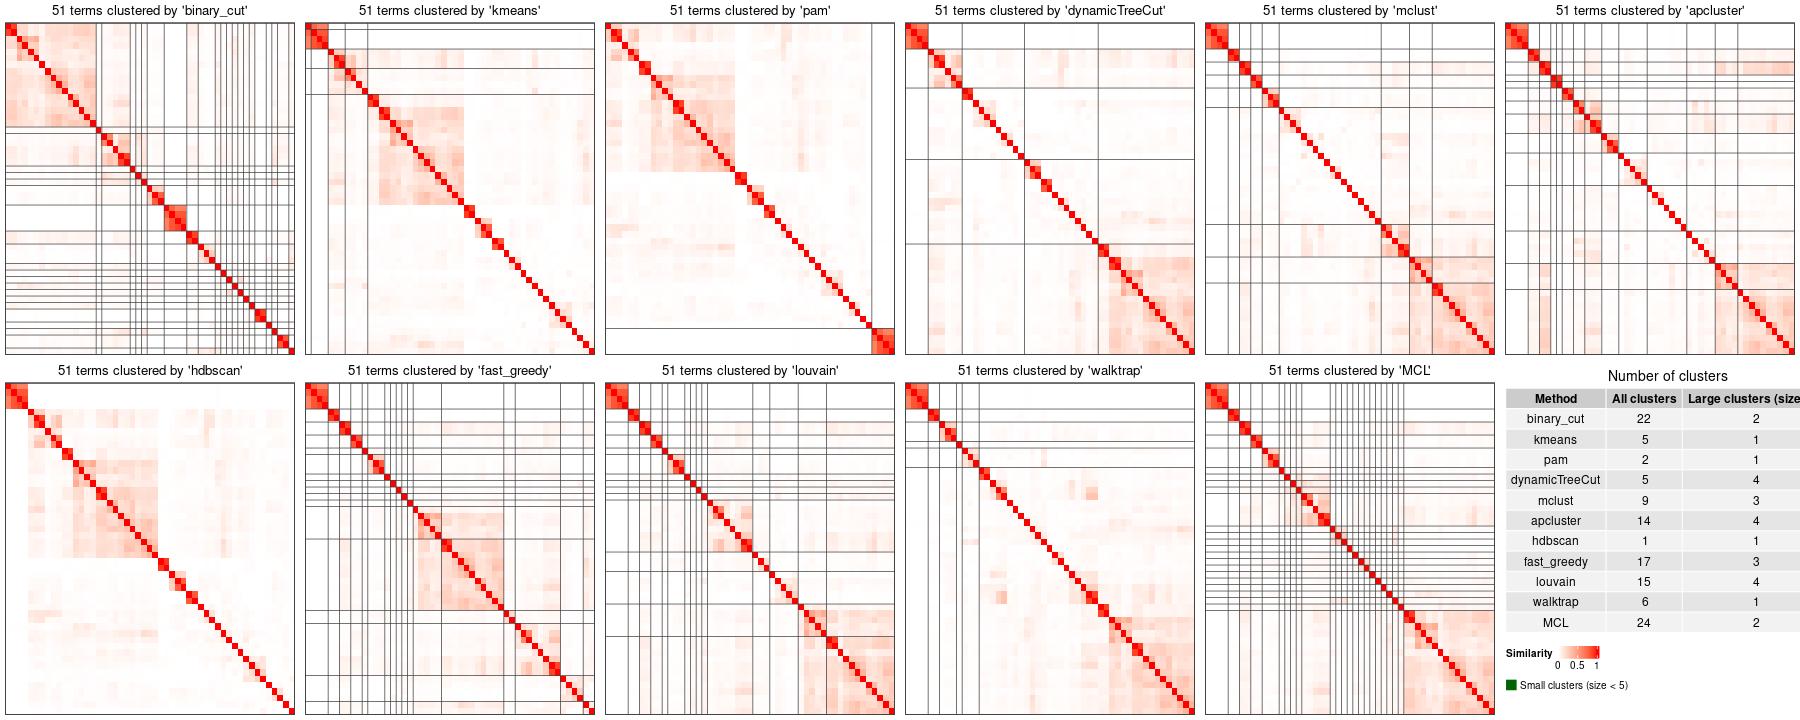 51 terms clustered by 'binary_cut'
51 terms clustered by 'kmeans'
51 terms clustered by 'pam'
51 terms clustered by 'dynamicTreeCut'
51 terms clustered by 'mclust'
51 terms clustered by 'apcluster'
51 terms clustered by 'hdbscan'
51 terms clustered by 'fast_greedy'
51 terms clustered by 'louvain'
51 terms clustered by 'walktrap'
51 terms clustered by 'MCL'
Number of clusters
Method All clusters Large clusters (size
binary_cut 22 2
kmeans 5 1
pam 2 1
dynamicTreeCut 5 4
mclust 9 3
apcluster 14 4
hdbscan 1 1
fast_greedy 17 3
louvain 15 4
walktrap 6 1
MCL 24 2
Similarity
0 0.5 1
Small clusters (size < 5)